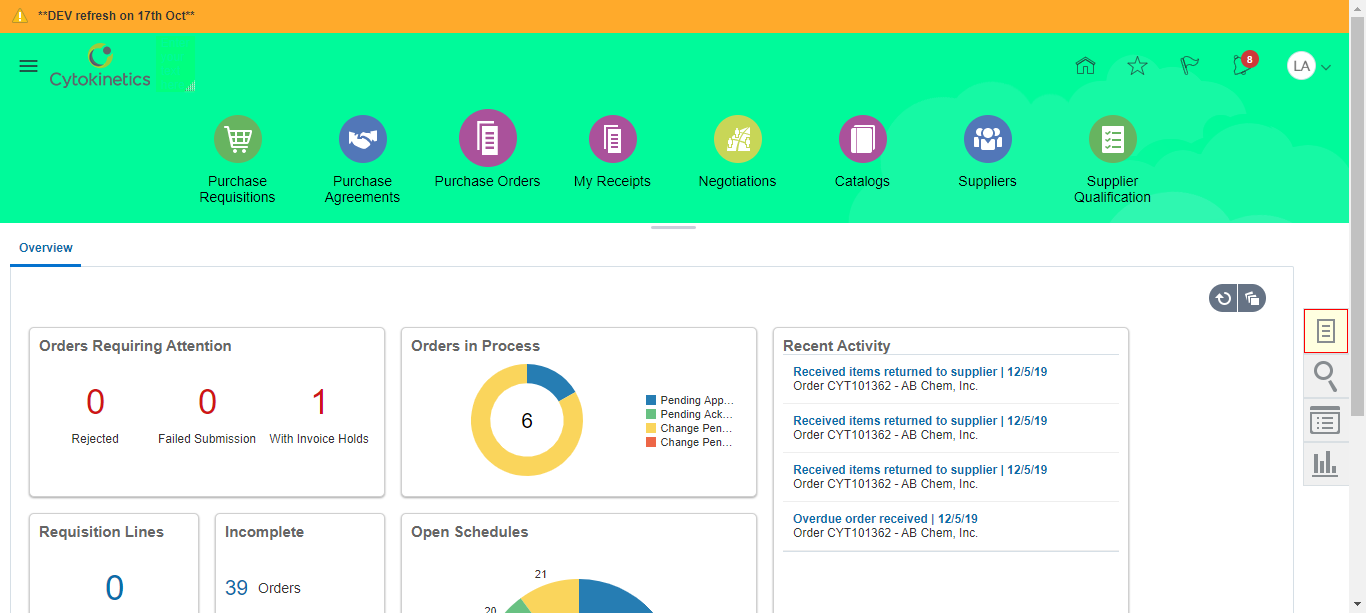 **DEV refresh on 17th Oct**
Cytokinetics
8
LA
Purchase
Requisitions
Purchase
Agreements
Purchase Orders
My Receipts
Negotiations
Catalogs
Suppliers
Supplier
Qualification
Overview
Orders Requiring Attention
0
Rejected
0
Failed Submission
1
With Invoice Holds
Orders in Process
6
Pending App...
Pending Ack...
Change Pen...
Change Pen...
Recent Activity
Received items returned to supplier | 12/5/19
Order CYT101362 - AB Chem, Inc.
Received items returned to supplier | 12/5/19
Order CYT101362 - AB Chem, Inc.
Received items returned to supplier | 12/5/19
Order CYT101362 - AB Chem, Inc.
Overdue order received | 12/5/19
Order CYT101362 - AB Chem, Inc.
Requisition Lines
0
Incomplete
39 Orders
Open Schedules
21
20